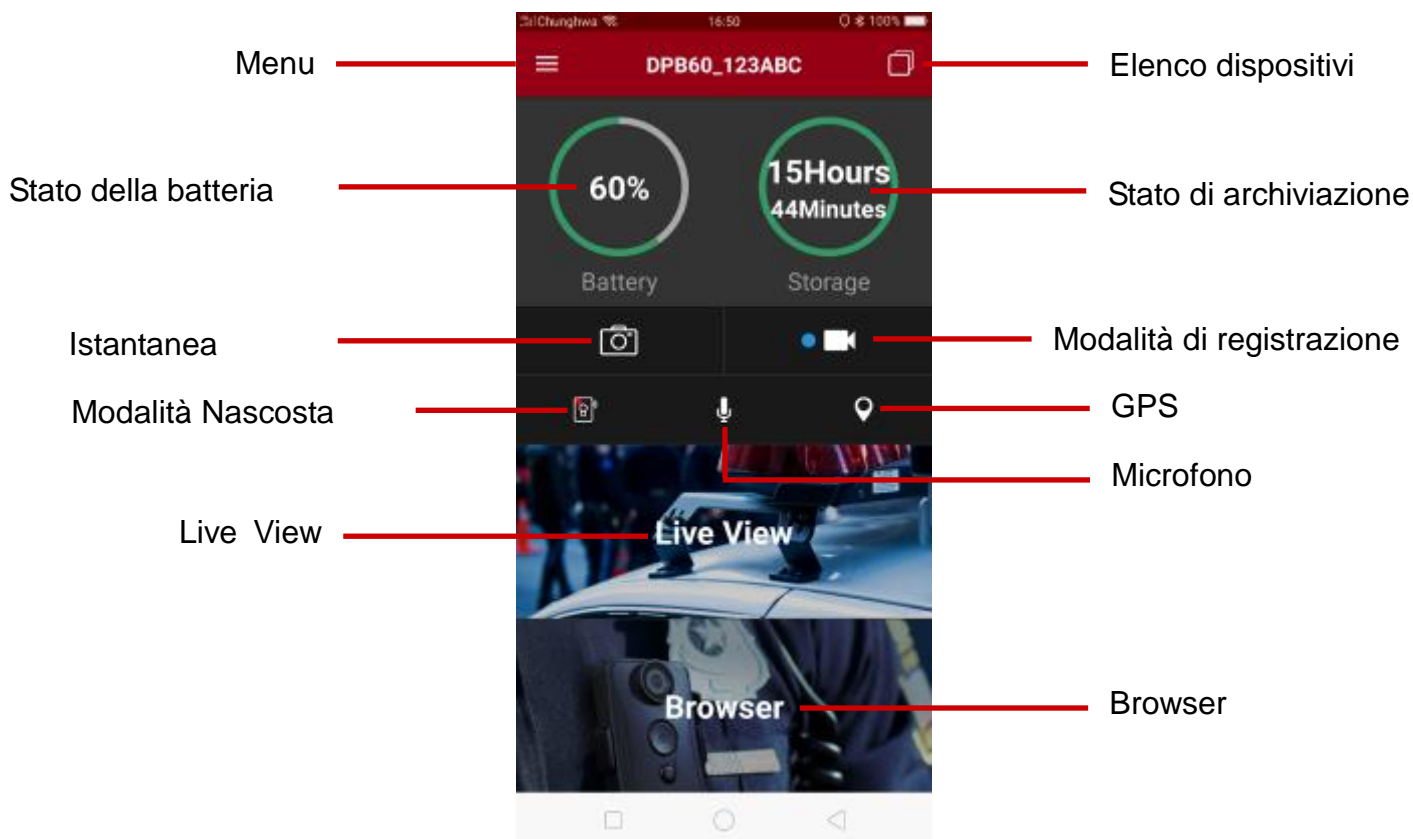 Chunghwa 16:50 100%
Menu
DPB60_123ABC
Elenco dispositivi
Stato della batteria
60%
15Hours
44Minutes
Stato di archiviazione
Battery
Storage
Istantanea
Modalità di registrazione
Modalità Nascosta
GPS
Microfono
Live View
Live View
Browser
Browser